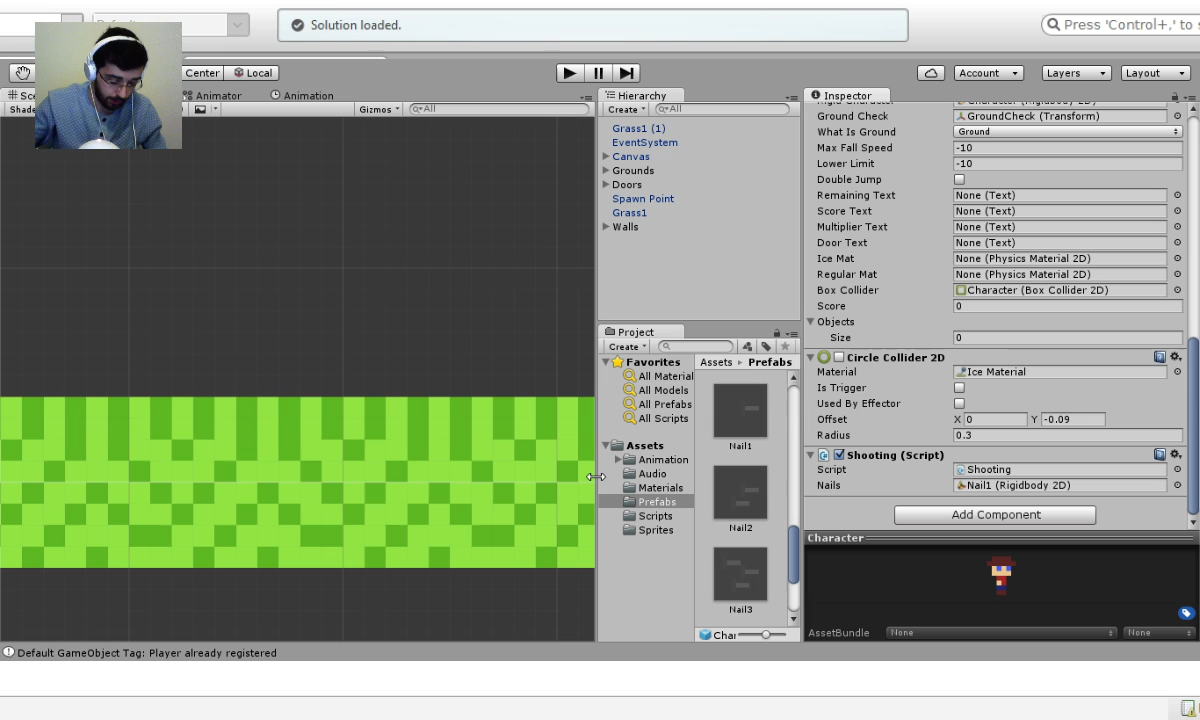 Default
Solution loaded.
Press 'Control+,' to s
Center
Local
Account
Layers
Layout
Sce
Animator
Animation
Hierarchy
Inspector
Shade
Gizmos
All
Create
All
Grass1 (1)
EventSystem
Canvas
Grounds
Doors
Spawn Point
Grass1
Walls
Ground Check
GroundCheck (Transform)
What Is Ground
Ground
Max Fall Speed
-10
Lower Limit
-10
Double Jump
Remaining Text
None (Text)
Score Text
None (Text)
Multiplier Text
None (Text)
Door Text
None (Text)
Ice Mat
None (Physics Material 2D)
Regular Mat
None (Physics Material 2D)
Box Collider
Character (Box Collider 2D)
Score
0
Objects
Size
0
Circle Collider 2D
Material
Ice Material
Is Trigger
Used By Effector
Offset
X 0
Y -0.09
Radius
0.3
Shooting (Script)
Script
Shooting
Nails
Nail1 (Rigidbody 2D)
Add Component
Project
Create
Favorites
All Material
All Models
All Prefabs
All Scripts
Assets
Animation
Audio
Materials
Prefabs
Scripts
Sprites
Assets
Prefabs
Nail1
Nail2
Nail3
Char
Character
AssetBundle
None
None
Default GameObject Tag: Player already registered